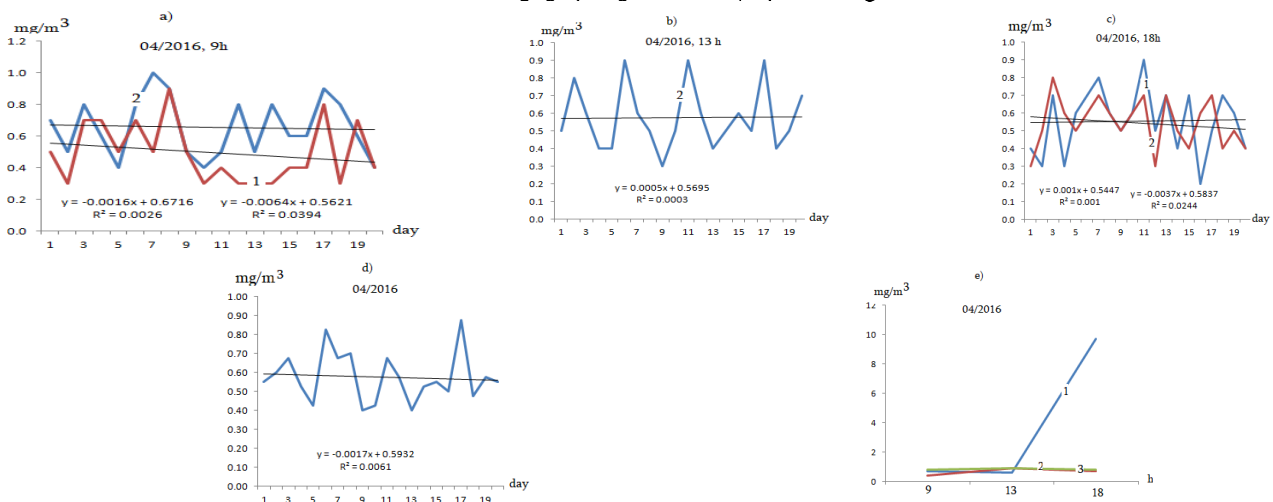 a)
mg/m3
04/2016, 9h
1.2
1.0
0.8
0.6
0.4
0.2
0.0
2
1
y = -0.0016x + 0.6716
R² = 0.0026
y = -0.0064x + 0.5621
R² = 0.0394
day
1 3 5 7 9 11 13 15 17 19
b)
mg/m3
04/2016, 13 h
1.0
0.9
0.8
0.7
0.6
0.5
0.4
0.3
0.2
0.1
0.0
2
y = 0.0005x + 0.5695
R² = 0.0003
day
1 3 5 7 9 11 13 15 17 19
c)
mg/m3
04/2016, 18h
1.0
0.9
0.8
0.7
0.6
0.5
0.4
0.3
0.2
0.1
0.0
1
2
y = 0.001x + 0.5447
R² = 0.001
y = -0.0037x + 0.5837
R² = 0.0244
day
1 3 5 7 9 11 13 15 17 19
d)
mg/m3
04/2016
1.00
0.90
0.80
0.70
0.60
0.50
0.40
0.30
0.20
0.10
0.00
y = -0.0017x + 0.5932
R² = 0.0061
day
1 3 5 7 9 11 13 15 17 19
e)
mg/m3
04/2016
12
10
8
6
4
2
0
1
2
3
h
9 13 18